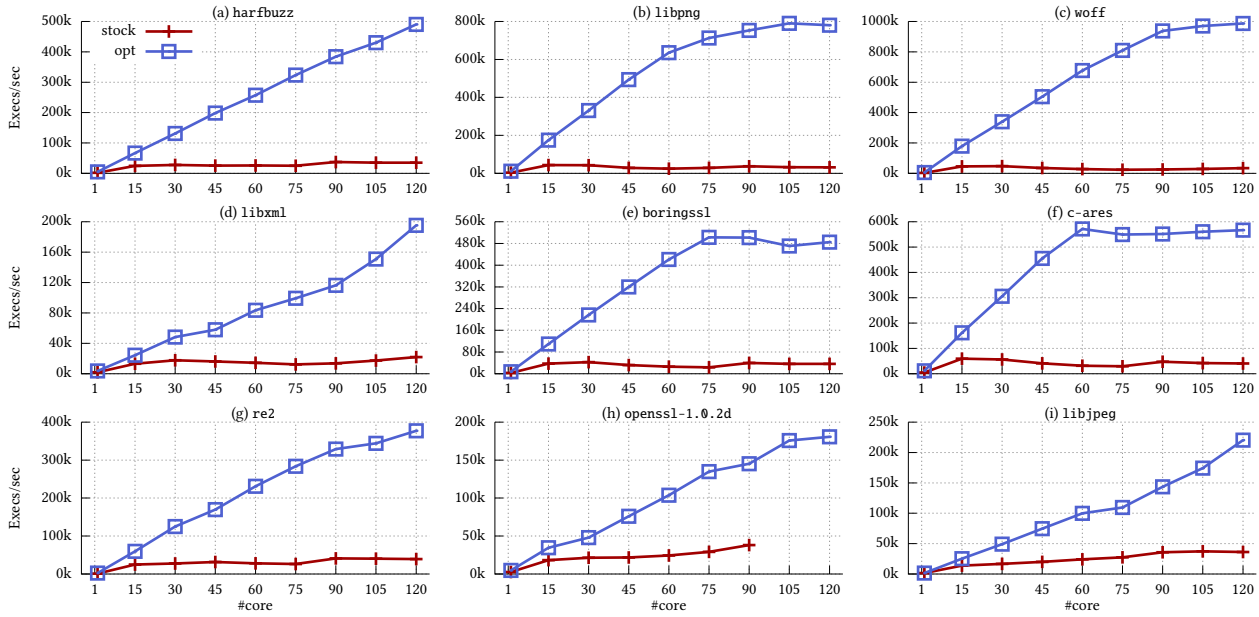 (a) harfbuzz
stock
opt
Execs/sec
500k
400k
300k
200k
100k
0k
1 15 30 45 60 75 90 105 120
(b) libpng
800k
600k
400k
200k
0k
1 15 30 45 60 75 90 105 120
(c) woff
1000k
800k
600k
400k
200k
0k
1 15 30 45 60 75 90 105 120
(d) libxml
Execs/sec
200k
160k
120k
80k
40k
0k
1 15 30 45 60 75 90 105 120
(e) boringssl
560k
480k
400k
320k
240k
160k
80k
0k
1 15 30 45 60 75 90 105 120
(f) c-ares
600k
500k
400k
300k
200k
100k
0k
1 15 30 45 60 75 90 105 120
(g) re2
Execs/sec
400k
300k
200k
100k
0k
1 15 30 45 60 75 90 105 120
#core
(h) openssl-1.0.2d
200k
150k
100k
50k
0k
1 15 30 45 60 75 90 105 120
#core
(i) libjpeg
250k
200k
150k
100k
50k
0k
1 15 30 45 60 75 90 105 120
#core